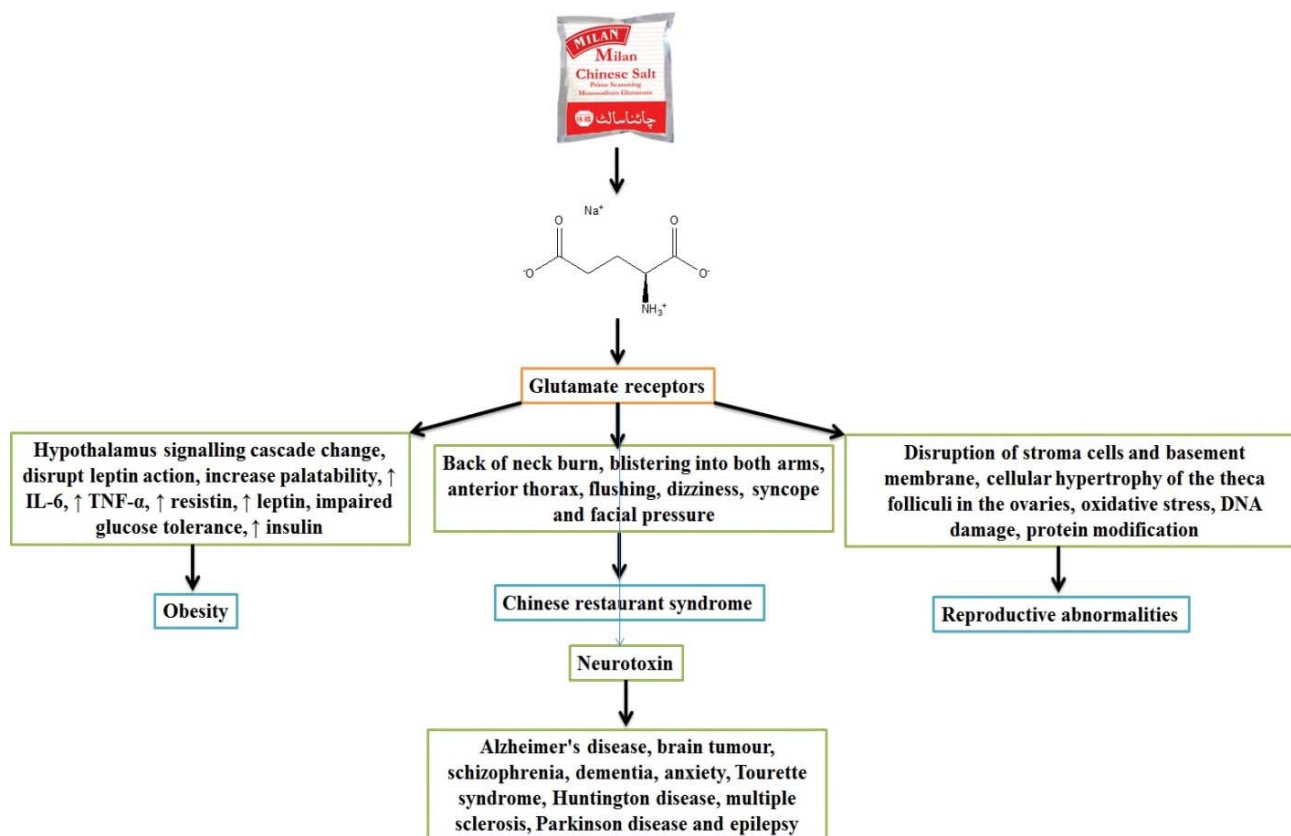 MILAN
Milan
Chinese Salt
Prime Seasoning
Monosodium Glutamate
چائنا سالٹ
Na⁺
O
O
⁻O
O⁻
NH₃⁺
Glutamate receptors
Hypothalamus signalling cascade change,
disrupt leptin action, increase palatability, ↑
IL-6, ↑ TNF-α, ↑ resistin, ↑ leptin, impaired
glucose tolerance, ↑ insulin
Back of neck burn, blistering into both arms,
anterior thorax, flushing, dizziness, syncope
and facial pressure
Disruption of stroma cells and basement
membrane, cellular hypertrophy of the theca
folliculi in the ovaries, oxidative stress, DNA
damage, protein modification
Obesity
Chinese restaurant syndrome
Reproductive abnormalities
Neurotoxin
Alzheimer's disease, brain tumour,
schizophrenia, dementia, anxiety, Tourette
syndrome, Huntington disease, multiple
sclerosis, Parkinson disease and epilepsy